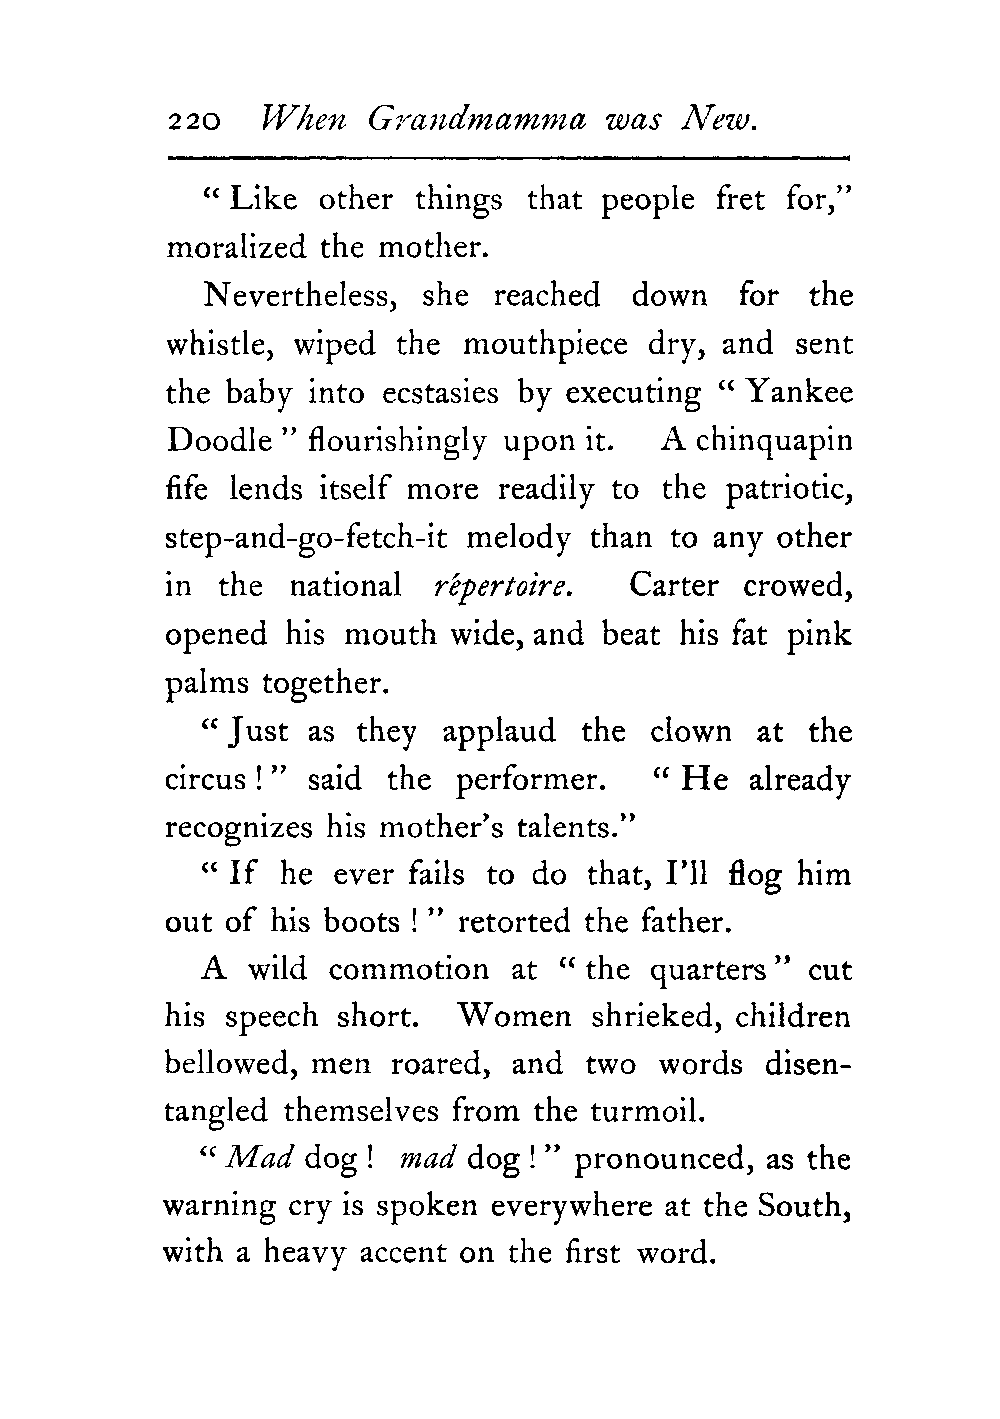 220 When Grandmamma was New.
“ Like other things that people fret for,”
moralized the mother.
Nevertheless, she reached down for the
whistle, wiped the mouthpiece dry, and sent
the baby into ecstasies by executing “ Yankee
Doodle ” flourishingly upon it. A chinquapin
fife lends itself more readily to the patriotic,
step-and-go-fetch-it melody than to any other
in the national répertoire. Carter crowed,
opened his mouth wide, and beat his fat pink
palms together.
“ Just as they applaud the clown at the
circus ! ” said the performer. “ He already
recognizes his mother’s talents.”
“ If he ever fails to do that, I’ll flog him
out of his boots ! ” retorted the father.
A wild commotion at “ the quarters ” cut
his speech short. Women shrieked, children
bellowed, men roared, and two words disen-
tangled themselves from the turmoil.
“ Mad dog ! mad dog ! ” pronounced, as the
warning cry is spoken everywhere at the South,
with a heavy accent on the first word.